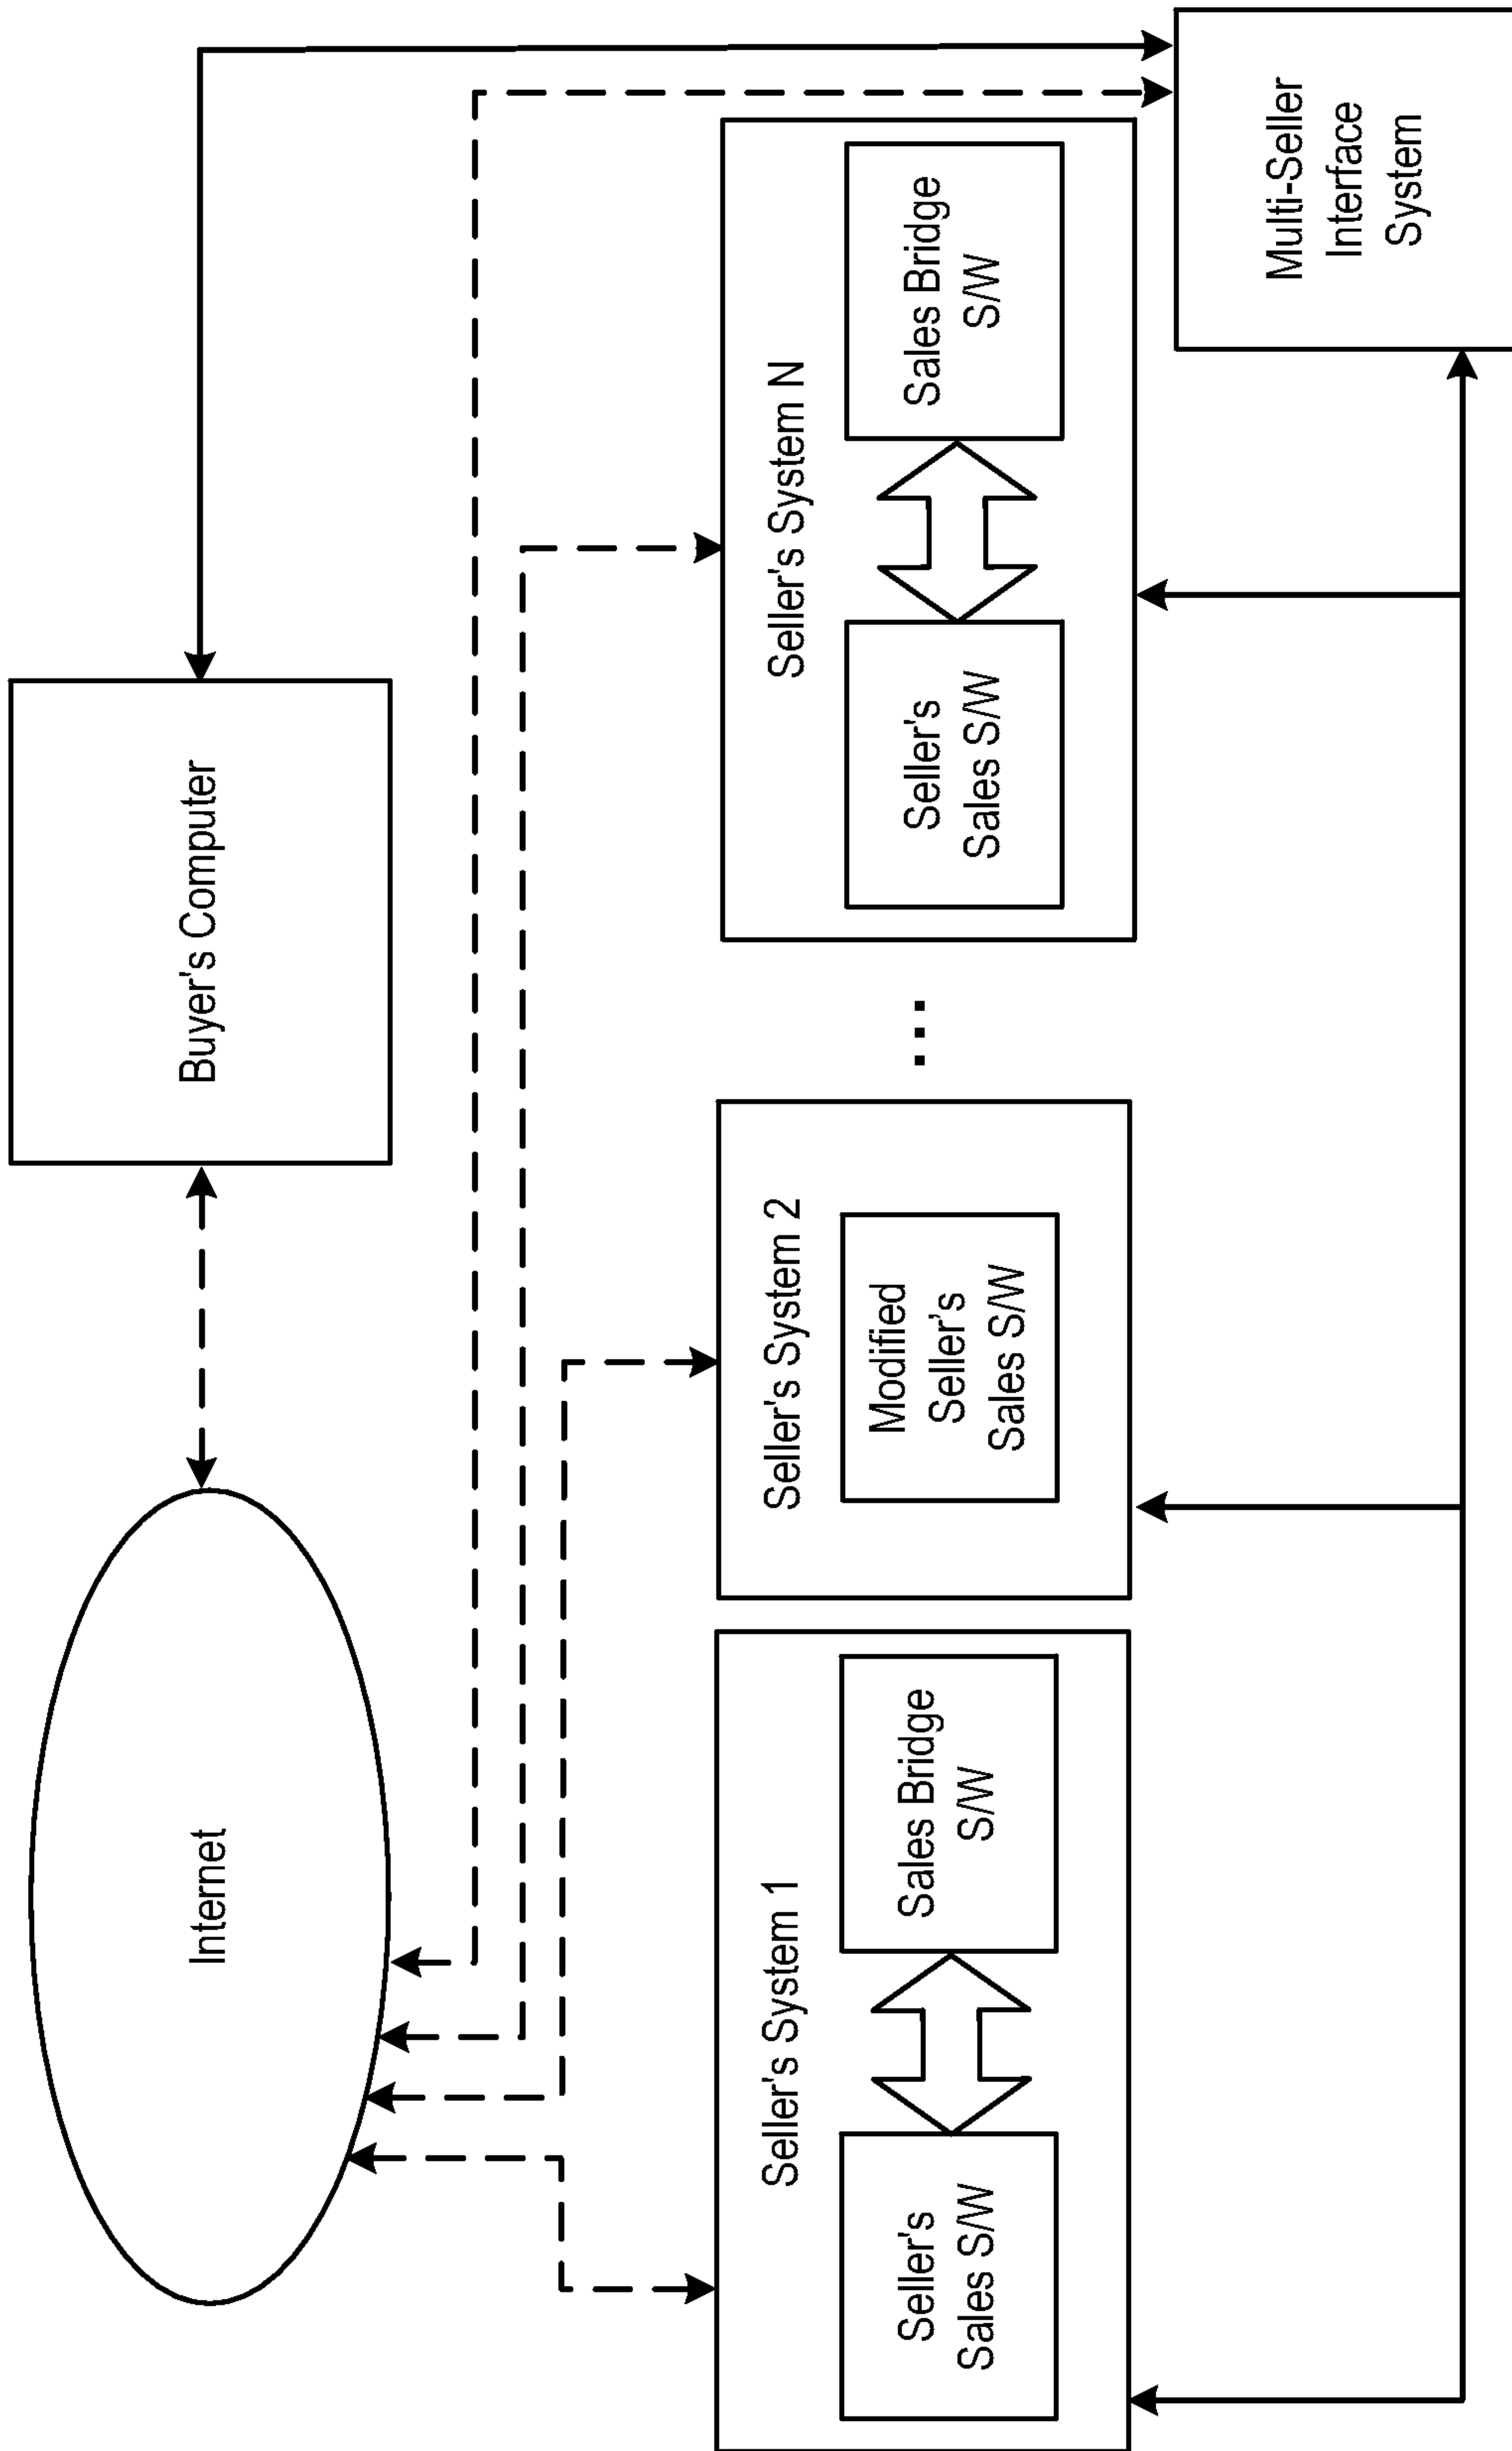 Internet
Buyer's Computer
Seller's System 1
Seller's
Sales S/W
Sales Bridge
S/W
Seller's System 2
Modified
Seller's
Sales S/W
...
Seller's System N
Seller's
Sales S/W
Sales Bridge
S/W
Multi-Seller
Interface
System